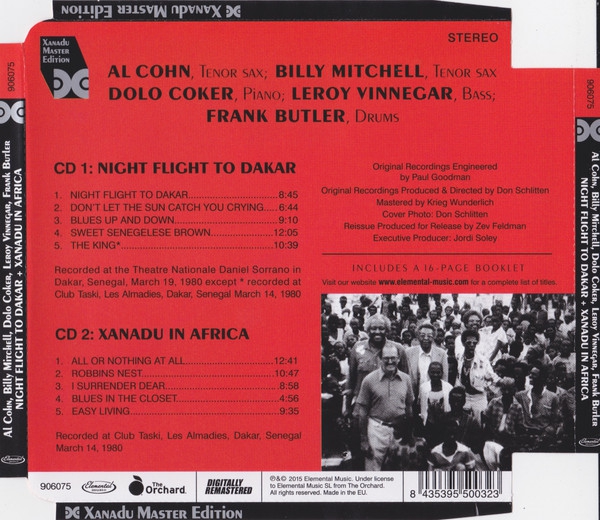 XANADU MASTER EDITION
906075
XANADU
MASTER
EDITION
STEREO
AL COHN, TENOR SAX; BILLY MITCHELL, TENOR SAX
DOLO COKER, PIANO; LEROY VINNEGAR, BASS;
FRANK BUTLER, DRUMS
CD 1: NIGHT FLIGHT TO DAKAR
1. NIGHT FLIGHT TO DAKAR 8:45
2. DON'T LET THE SUN CATCH YOU CRYING 6:44
3. BLUES UP AND DOWN 9:10
4. SWEET SENEGELESE BROWN 12:05
5. THE KING* 10:39
Recorded at the Theatre Nationale Daniel Sorrano in
Dakar, Senegal, March 19, 1980 except * recorded at
Club Taski, Les Almadies, Dakar, Senegal March 14, 1980
CD 2: XANADU IN AFRICA
1. ALL OR NOTHING AT ALL 12:41
2. ROBBINS NEST 10:47
3. I SURRENDER DEAR 8:58
4. BLUES IN THE CLOSET 4:56
5. EASY LIVING 9:35
Recorded at Club Taski, Les Almadies, Dakar, Senegal
March 14, 1980
Original Recordings Engineered
by Paul Goodman
Original Recordings Produced & Directed by Don Schlitten
Mastered by Krieg Wunderlich
Cover Photo: Don Schlitten
Reissue Produced for Release by Zev Feldman
Executive Producer: Jordi Soley
INCLUDES A 16-PAGE BOOKLET
Visit our website www.elemental-music.com for a complete list of titles.
906075
Elemental
The
Orchard
DIGITALLY
REMASTERED
℗&© 2015 Elemental Music. Under license
to Elemental Music SL from The Orchard.
All rights reserved. Made in the EU.
8 435395 500323
Al Cohn, Billy Mitchell, Dolo Coker, Leroy Vinnegar, Frank Butler
NIGHT FLIGHT TO DAKAR + XANADU IN AFRICA
Elemental
906075
Al Cohn, Billy Mitchell, Dolo Coker, Leroy Vinnegar, Frank Butler
NIGHT FLIGHT TO DAKAR + XANADU IN AFRICA
Elemental
XANADU MASTER EDITION